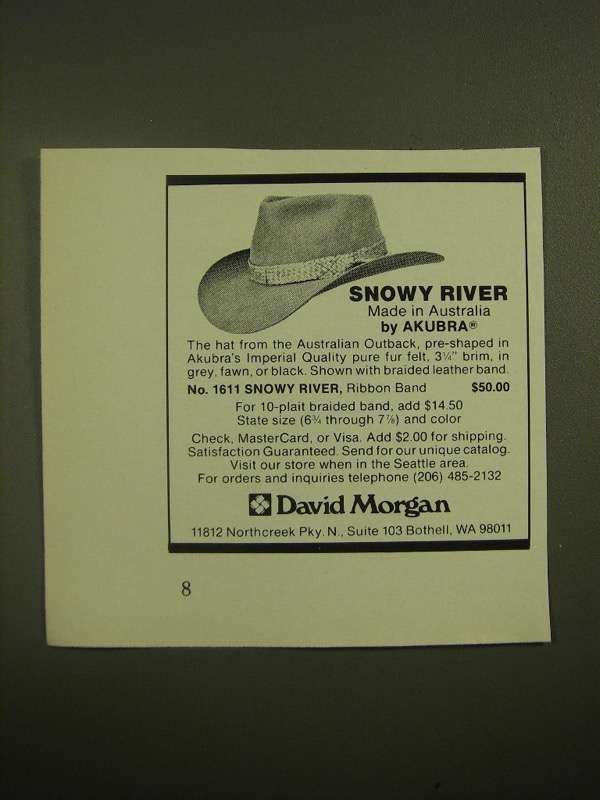 SNOWY RIVER
Made in Australia
by AKUBRA®
The hat from the Australian Outback, pre-shaped in
Akubra's Imperial Quality pure fur felt, 3¼" brim, in
grey, fawn, or black. Shown with braided leather band.
No. 1611 SNOWY RIVER, Ribbon Band $50.00
For 10-plait braided band, add $14.50
State size (6¾ through 7⅞) and color
Check, MasterCard, or Visa. Add $2.00 for shipping.
Satisfaction Guaranteed. Send for our unique catalog.
Visit our store when in the Seattle area.
For orders and inquiries telephone (206) 485-2132
David Morgan
11812 Northcreek Pky. N., Suite 103 Bothell, WA 98011
8